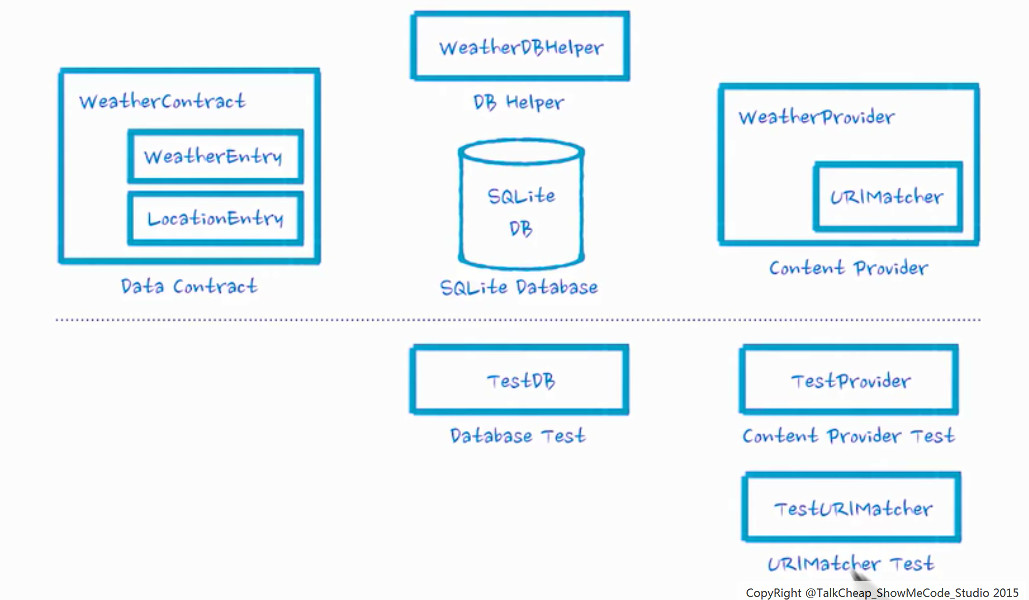 WeatherDBHelper
DB Helper
WeatherContract
WeatherEntry
LocationEntry
Data Contract
SQLite
DB
SQLite Database
WeatherProvider
URIMatcher
Content Provider
TestDB
Database Test
TestProvider
Content Provider Test
TestURIMatcher
URIMatcher Test
CopyRight @TalkCheap_ShowMeCode_Studio 2015